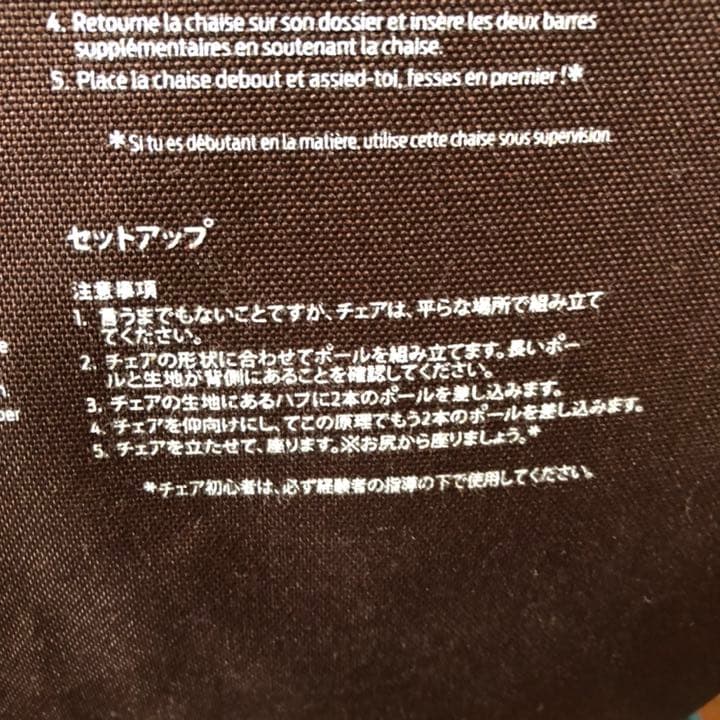 4. Retourne la chaise sur son dossier et insère les deux barres
supplémentaires en soutenant la chaise.
5. Place la chaise debout et assied-toi, fesses en premier !*
*Si tu es débutant en la matière, utilise cette chaise sous supervision.
セットアップ
注意事項
1. 言うまでもないことですが、チェアは、平らな場所で組み立て
てください。
2. チェアの形状に合わせてポールを組み立てます。長いポー
ルと生地が背側にあることを確認してください。
3. チェアの生地にあるハブに2本のポールを差し込みます。
4. チェアを仰向けにし、てこの原理でもう2本のポールを差し込みます。
5. チェアを立たせて、座ります。※お尻から座りましょう。*
*チェア初心者は、必ず経験者の指導の下で使用してください。